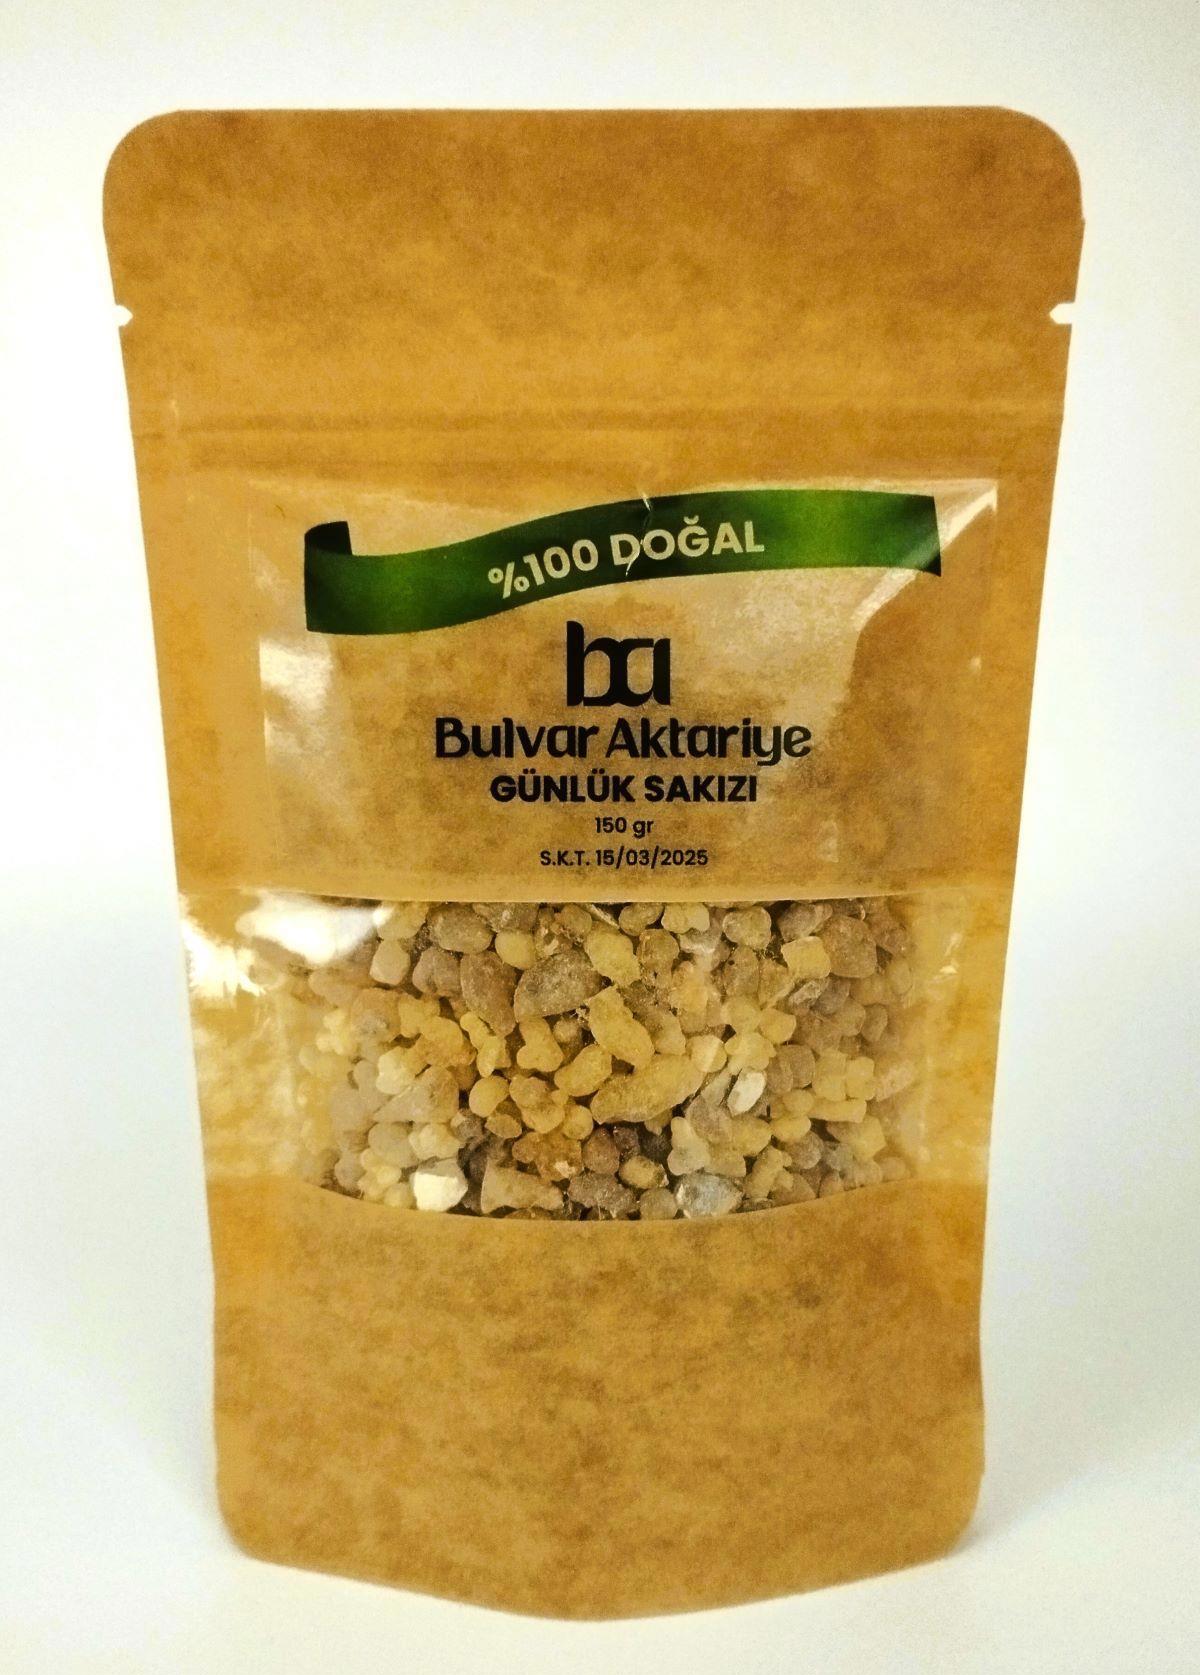 %100 DOĞAL
ba
Bulvar Aktariye
GÜNLÜK SAKIZI
150 gr
S.K.T. 15/03/2025